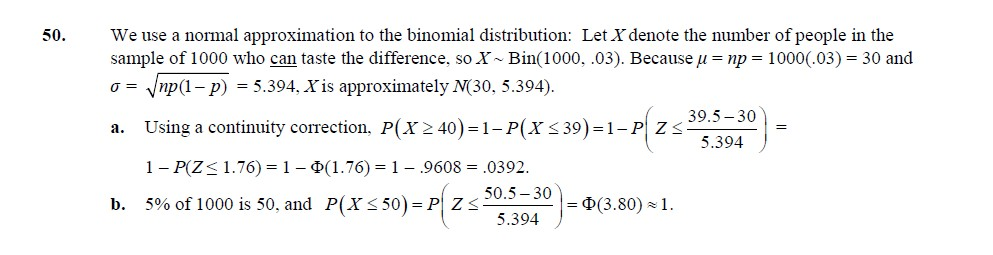 50. We use a normal approximation to the binomial distribution: Let X denote the number of people in the
sample of 1000 who can taste the difference, so X ~ Bin(1000, .03). Because μ = np = 1000(.03) = 30 and
σ = √np(1– p) = 5.394, X is approximately N(30, 5.394).
a. Using a continuity correction, P(X ≥ 40) = 1 – P(X ≤ 39) = 1 – P(Z ≤ (39.5 – 30)/5.394) =
1 – P(Z ≤ 1.76) = 1 – Φ(1.76) = 1 – .9608 = .0392.
b. 5% of 1000 is 50, and P(X ≤ 50) = P(Z ≤ (50.5 – 30)/5.394) = Φ(3.80) ≈ 1.